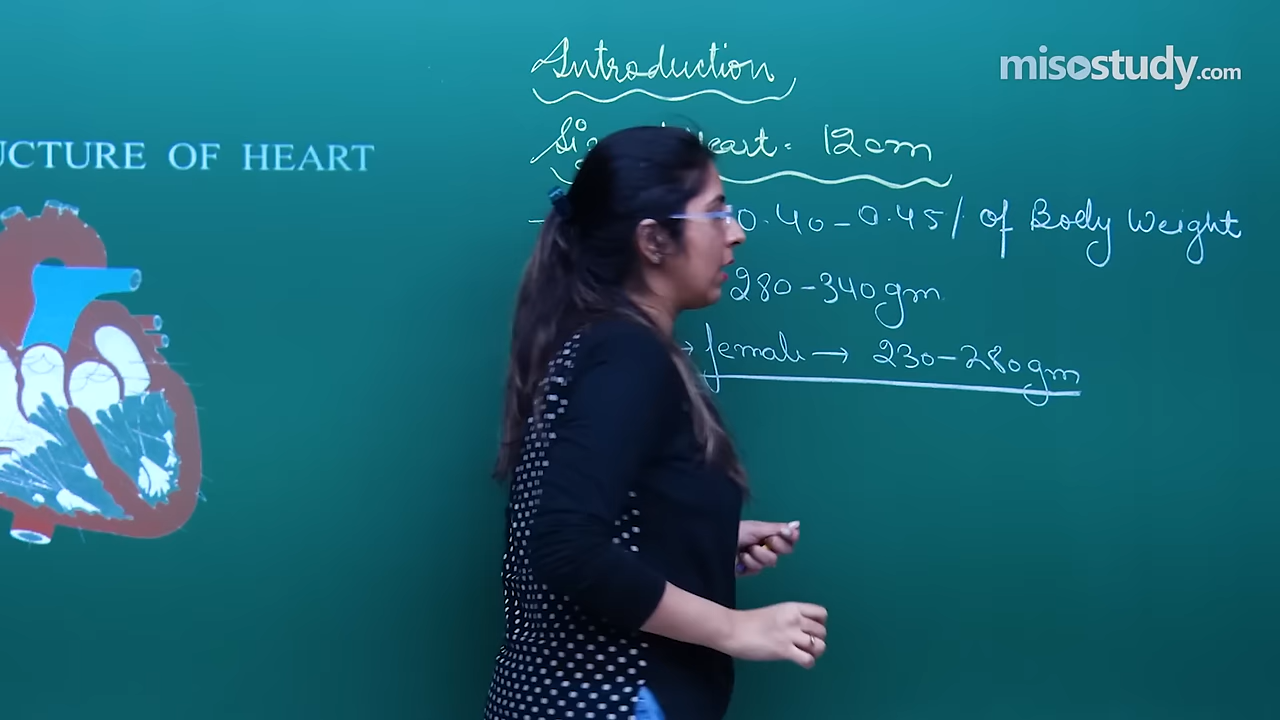 Introduction
misostudy.com
Heart = 12cm
UCTURE OF HEART
0.40-0.45% of Body Weight
280-340gm
→ female → 230-280gm